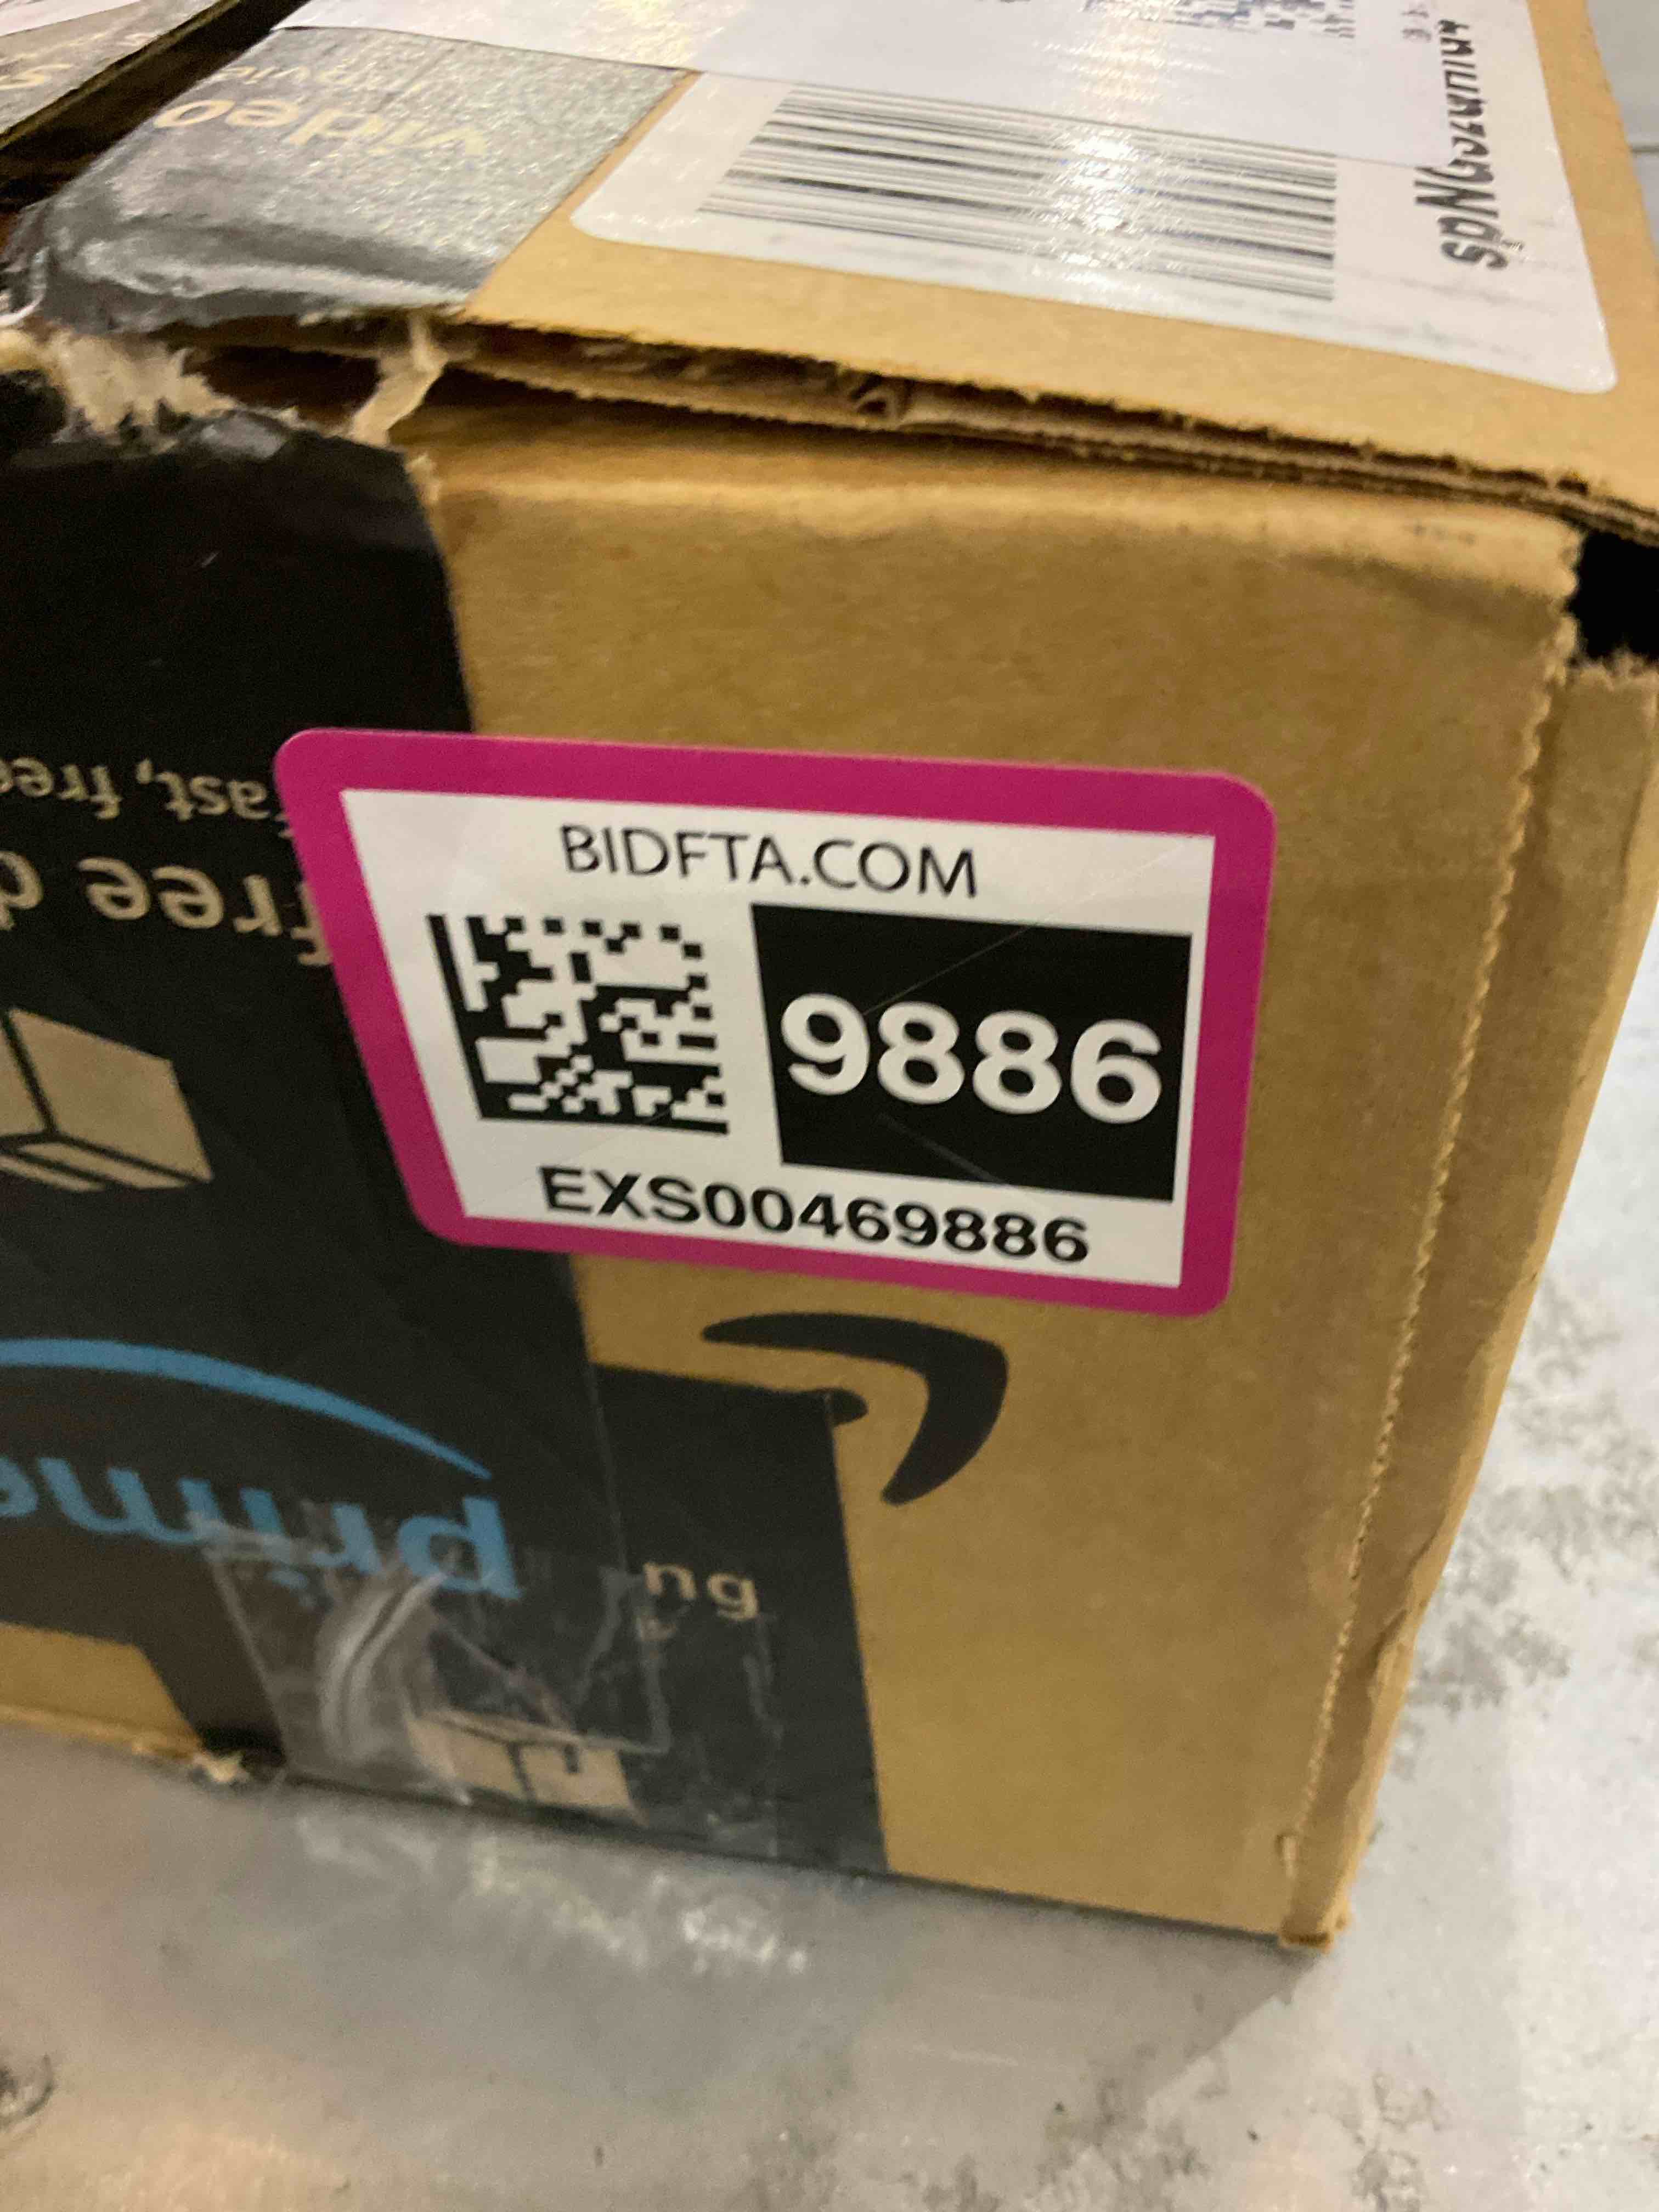 video
BIDFTA.COM
9886
EXS00469886
fast, free
free d
prime
ng